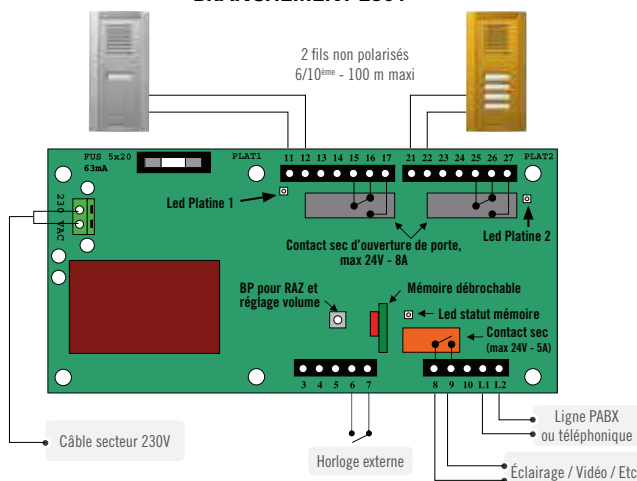 BRANCHEMENT 230V
2 fils non polarisés
6/10ème - 100 m maxi
FUS 5x20
63mA
PLAT1
11 12 13 14 15 16 17
21 22 23 24 25 26 27
PLAT2
230 VAC
Led Platine 1
Led Platine 2
Contact sec d'ouverture de porte,
max 24V - 8A
BP pour RAZ et
réglage volume
Mémoire débrochable
Led statut mémoire
Contact sec
(max 24V - 5A)
3 4 5 6 7
8 9 10 L1 L2
Câble secteur 230V
Horloge externe
Ligne PABX
ou téléphonique
Éclairage / Vidéo / Etc